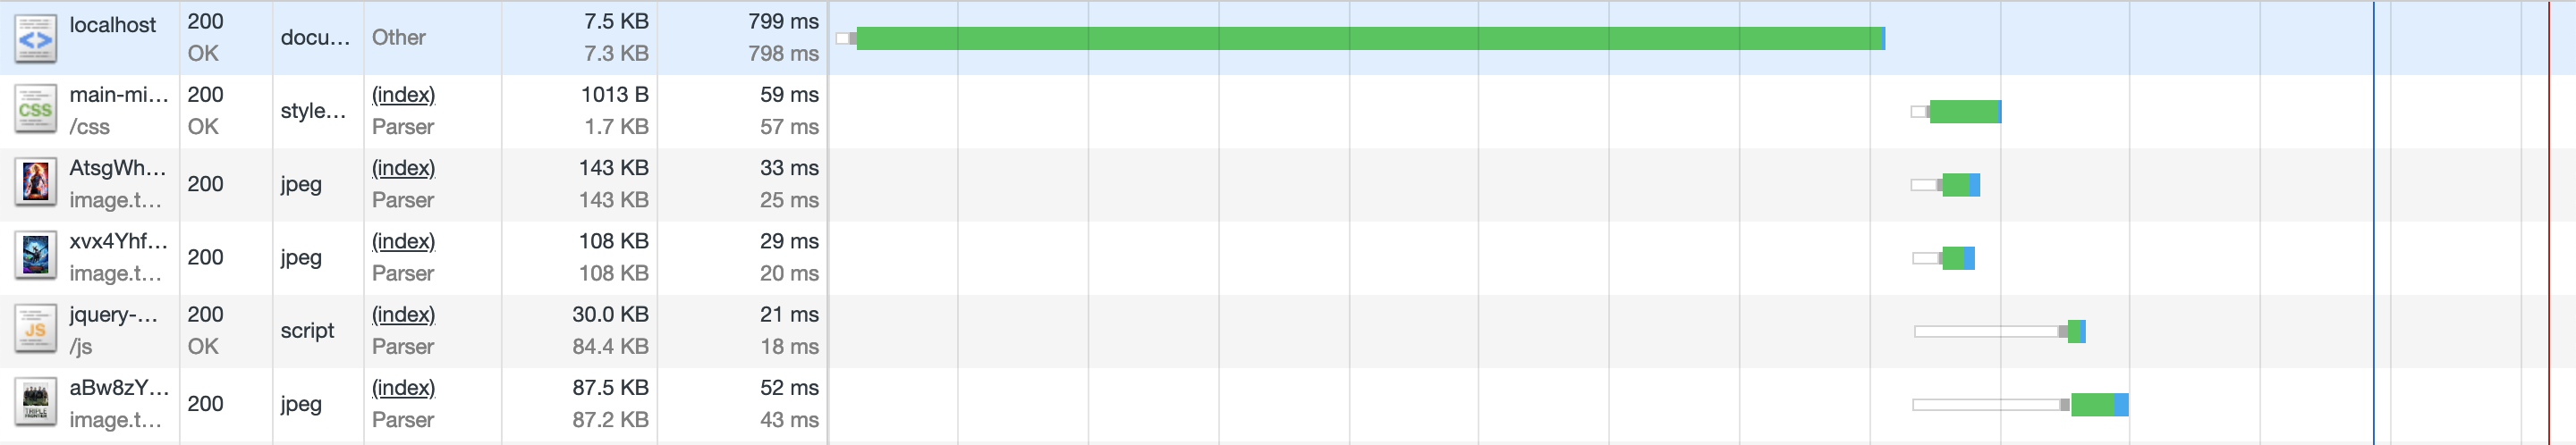 localhost 200 OK docu... Other 7.5 KB 7.3 KB 799 ms 798 ms
main-mi... /css 200 OK style... (index) Parser 1013 B 1.7 KB 59 ms 57 ms
AtsgWh... image.t... 200 jpeg (index) Parser 143 KB 143 KB 33 ms 25 ms
xvx4Yhf... image.t... 200 jpeg (index) Parser 108 KB 108 KB 29 ms 20 ms
jquery-... /js 200 OK script (index) Parser 30.0 KB 84.4 KB 21 ms 18 ms
aBw8zY... image.t... 200 jpeg (index) Parser 87.5 KB 87.2 KB 52 ms 43 ms